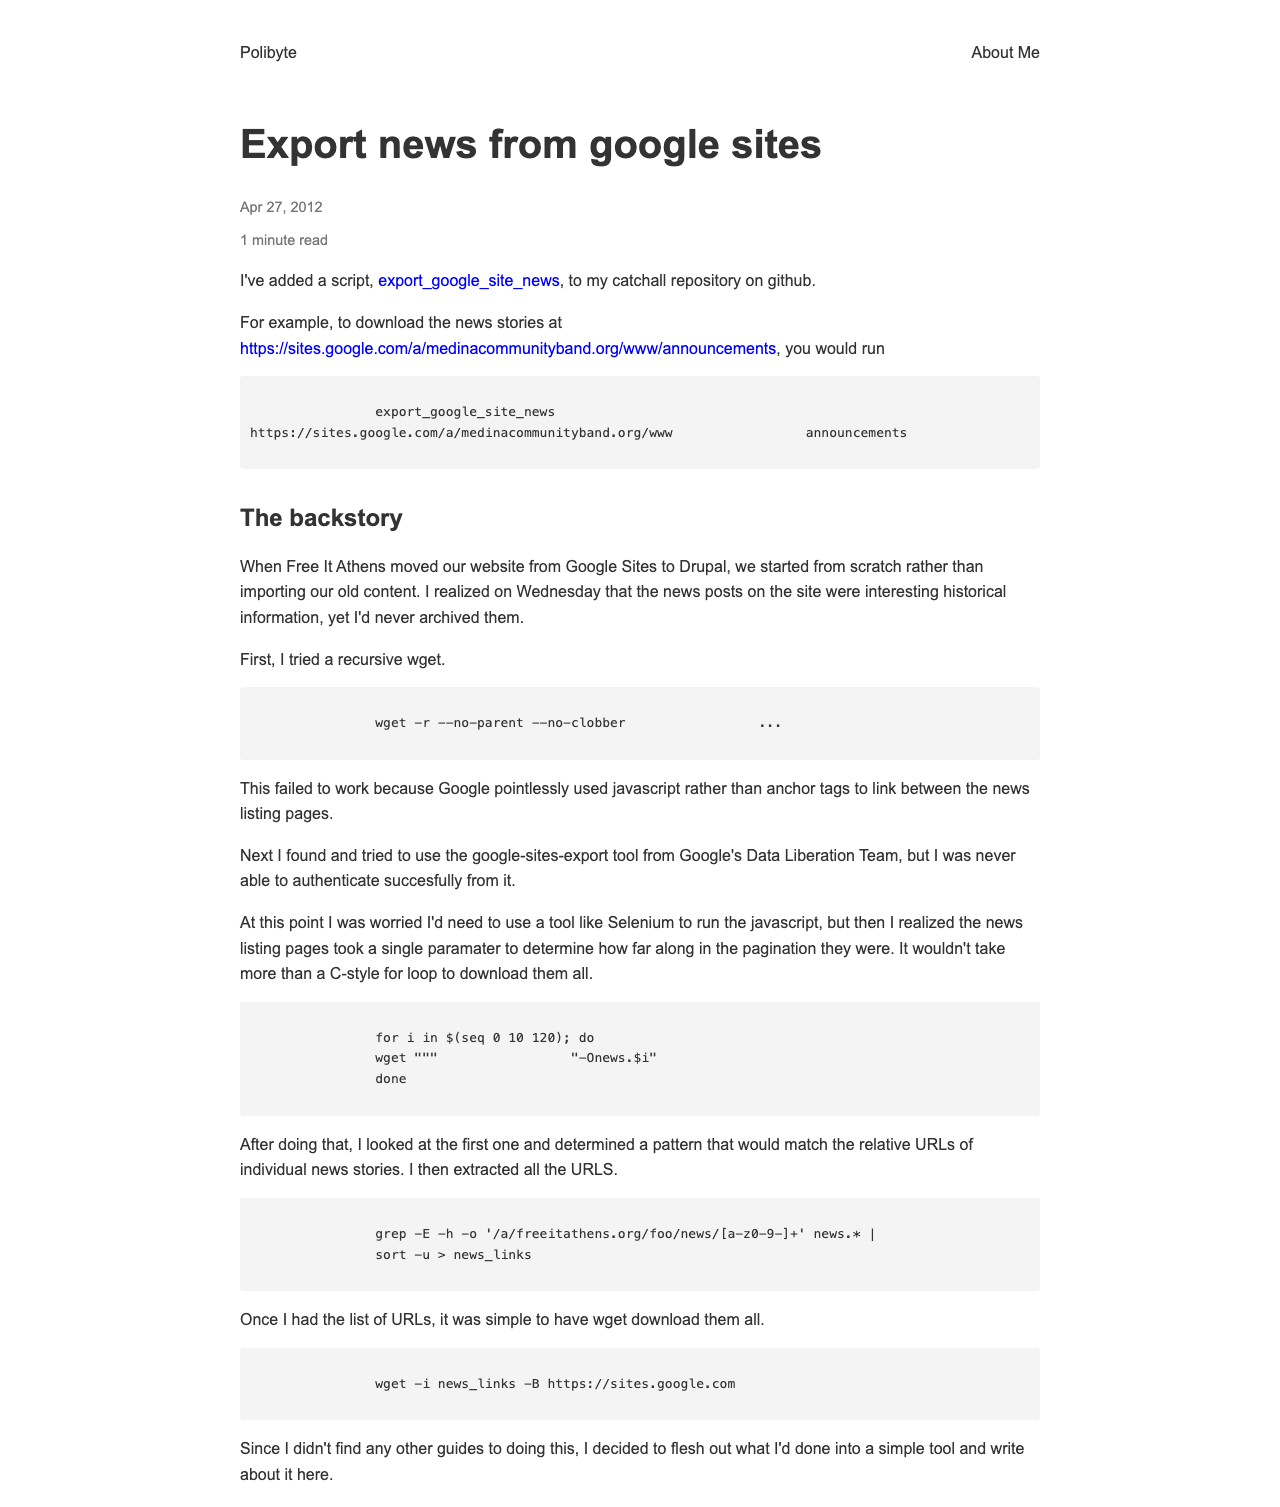 Polibyte
About Me
Export news from google sites
Apr 27, 2012
1 minute read
I've added a script, export_google_site_news, to my catchall repository on github.
For example, to download the news stories at
https://sites.google.com/a/medinacommunityband.org/www/announcements, you would run
export_google_site_news
https://sites.google.com/a/medinacommunityband.org/www announcements
The backstory
When Free It Athens moved our website from Google Sites to Drupal, we started from scratch rather than
importing our old content. I realized on Wednesday that the news posts on the site were interesting historical
information, yet I'd never archived them.
First, I tried a recursive wget.
wget -r --no-parent --no-clobber ...
This failed to work because Google pointlessly used javascript rather than anchor tags to link between the news
listing pages.
Next I found and tried to use the google-sites-export tool from Google's Data Liberation Team, but I was never
able to authenticate succesfully from it.
At this point I was worried I'd need to use a tool like Selenium to run the javascript, but then I realized the news
listing pages took a single paramater to determine how far along in the pagination they were. It wouldn't take
more than a C-style for loop to download them all.
for i in $(seq 0 10 120); do
wget """ "-Onews.$i"
done
After doing that, I looked at the first one and determined a pattern that would match the relative URLs of
individual news stories. I then extracted all the URLS.
grep -E -h -o '/a/freeitathens.org/foo/news/[a-z0-9-]+' news.* |
sort -u > news_links
Once I had the list of URLs, it was simple to have wget download them all.
wget -i news_links -B https://sites.google.com
Since I didn't find any other guides to doing this, I decided to flesh out what I'd done into a simple tool and write
about it here.